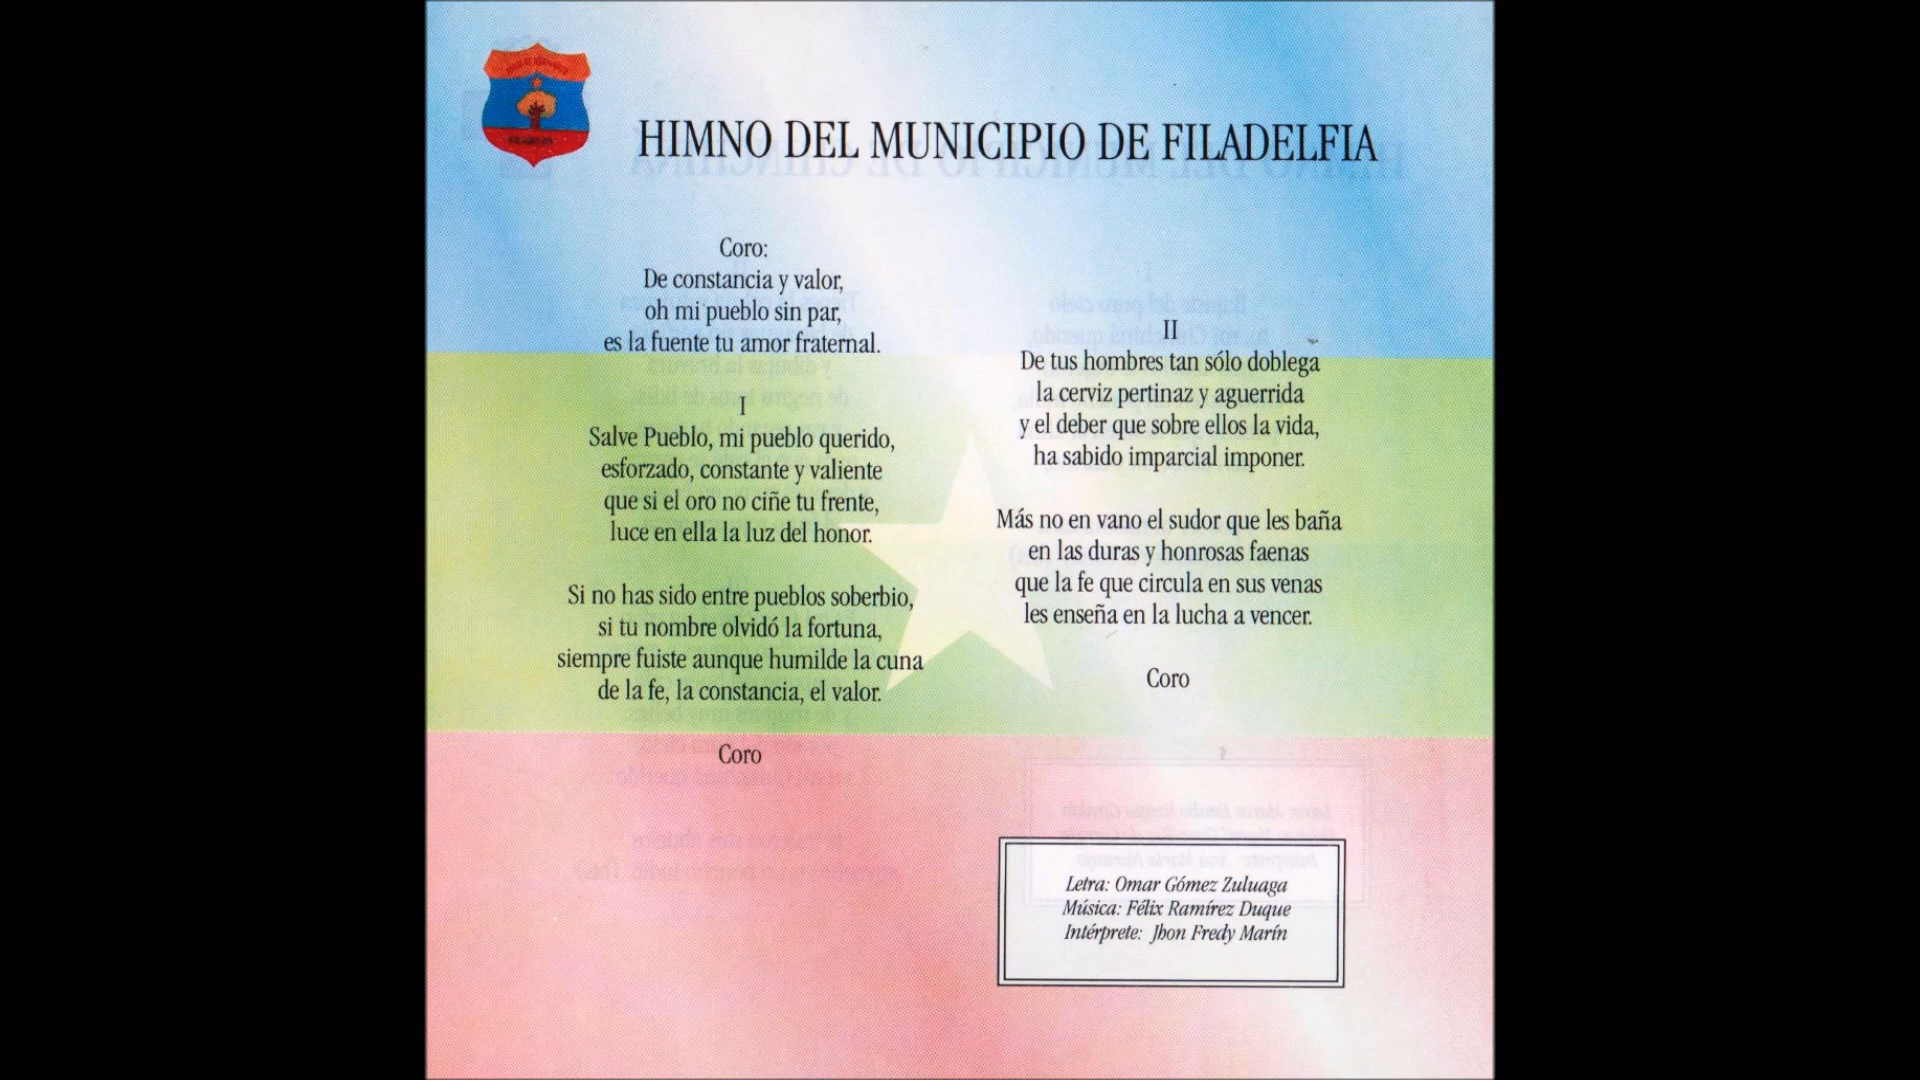 HIMNO DEL MUNICIPIO DE FILADELFIA
Coro:
De constancia y valor,
oh mi pueblo sin par,
es la fuente tu amor fraternal.
I
Salve Pueblo, mi pueblo querido,
esforzado, constante y valiente
que si el oro no ciñe tu frente,
luce en ella la luz del honor.
Si no has sido entre pueblos soberbio,
si tu nombre olvidó la fortuna,
siempre fuiste aunque humilde la cuna
de la fe, la constancia, el valor.
Coro
II
De tus hombres tan sólo doblega
la cerviz pertinaz y aguerrida
y el deber que sobre ellos la vida,
ha sabido imparcial imponer.
Más no en vano el sudor que les baña
en las duras y honrosas faenas
que la fe que circula en sus venas
les enseña en la lucha a vencer.
Coro
Letra: Omar Gómez Zuluaga
Música: Félix Ramírez Duque
Intérprete: Jhon Fredy Marín